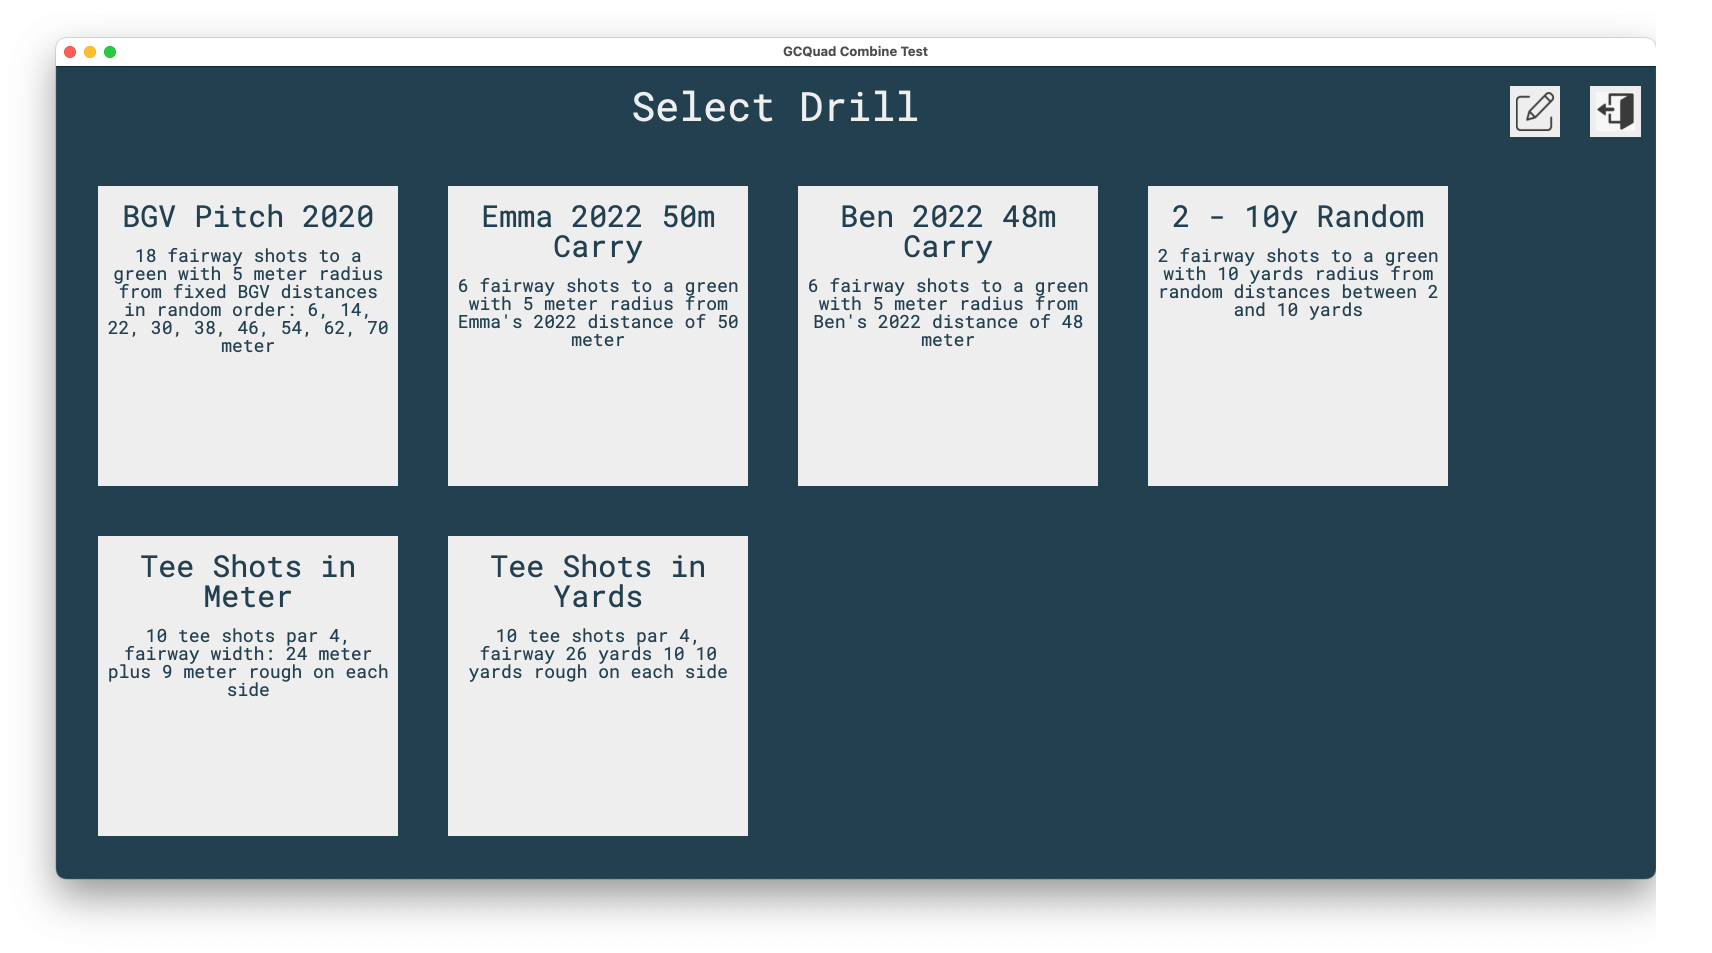 GCQuad Combine Test
Select Drill
BGV Pitch 2020
18 fairway shots to a
green with 5 meter radius
from fixed BGV distances
in random order: 6, 14,
22, 30, 38, 46, 54, 62, 70
meter
Emma 2022 50m
Carry
6 fairway shots to a green
with 5 meter radius from
Emma's 2022 distance of 50
meter
Ben 2022 48m
Carry
6 fairway shots to a green
with 5 meter radius from
Ben's 2022 distance of 48
meter
2 - 10y Random
2 fairway shots to a green
with 10 yards radius from
random distances between 2
and 10 yards
Tee Shots in
Meter
10 tee shots par 4,
fairway width: 24 meter
plus 9 meter rough on each
side
Tee Shots in
Yards
10 tee shots par 4,
fairway 26 yards 10 10
yards rough on each side